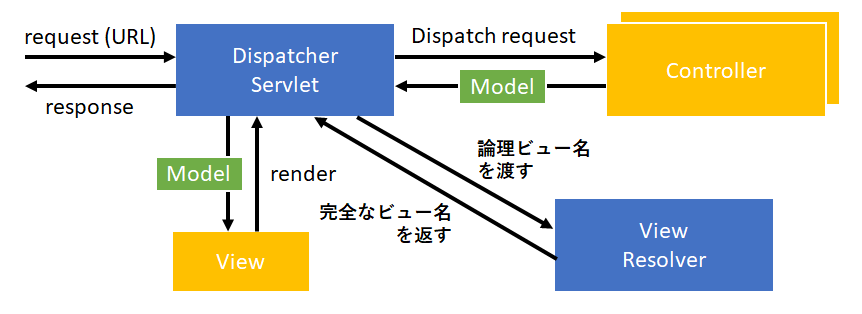 request (URL)
response
Dispatcher
Servlet
Dispatch request
Model
Controller
Model
render
論理ビュー名
を渡す
完全なビュー名
を返す
View
View
Resolver